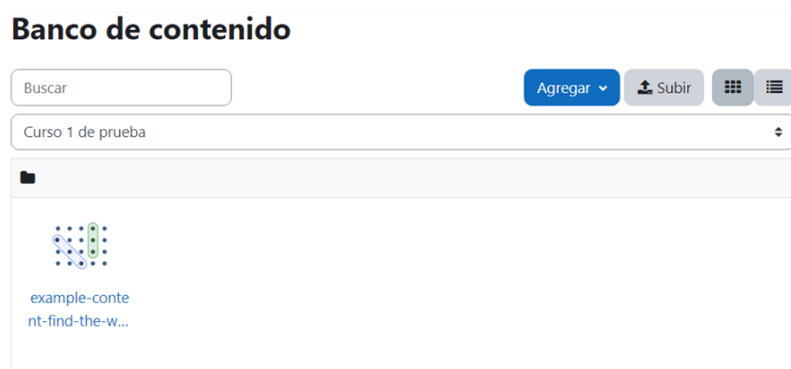 Banco de contenido
Buscar
Agregar
Subir
Curso 1 de prueba
example-conte
nt-find-the-w...